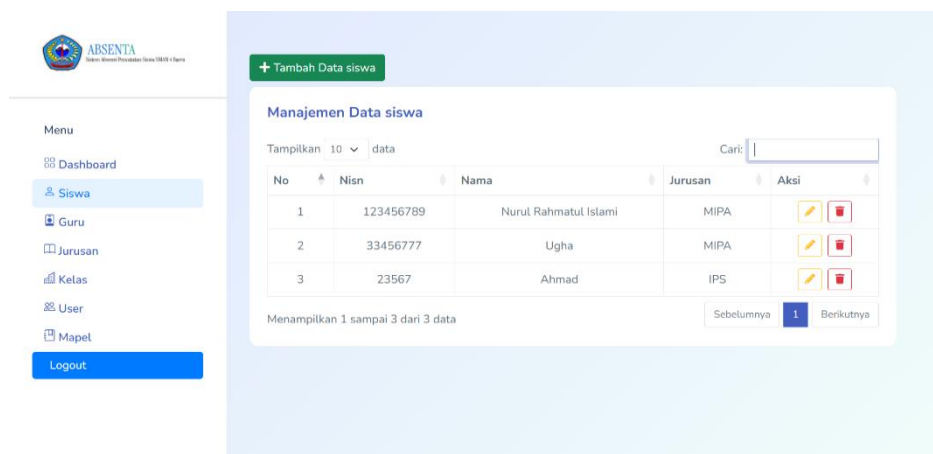 ABSENTA
Menu
Dashboard
Siswa
Guru
Jurusan
Kelas
User
Mapel
Logout
+ Tambah Data siswa
Manajemen Data siswa
Tampilkan 10 data
Cari:
No Nisn Nama Jurusan Aksi
1 123456789 Nurul Rahmatul Islami MIPA
2 33456777 Ugha MIPA
3 23567 Ahmad IPS
Menampilkan 1 sampai 3 dari 3 data
Sebelumnya 1 Berikutnya